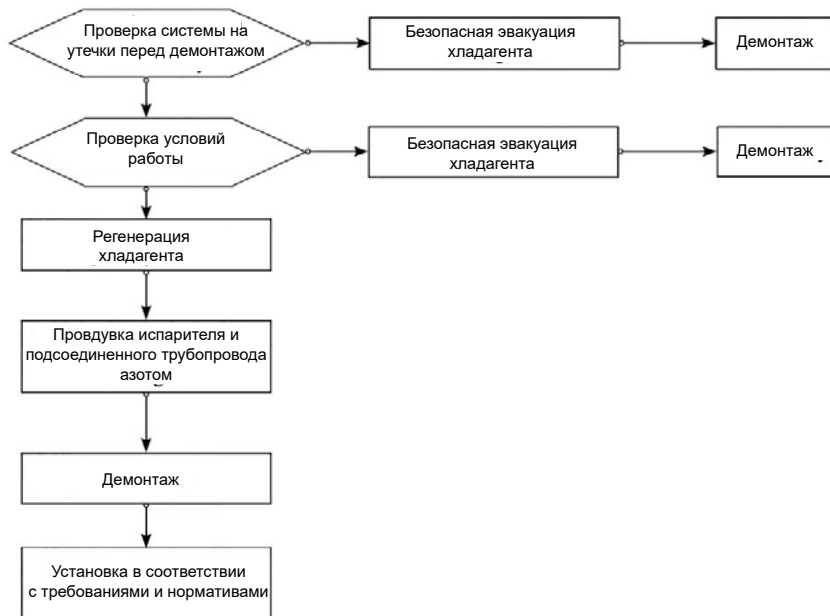 Проверка системы на
утечки перед демонтажом
Безопасная эвакуация
хладагента
Демонтаж
Проверка условий
работы
Безопасная эвакуация
хладагента
Демонтаж
Регенерация
хладагента
Провдувка испарителя и
подсоединенного трубопровода
азотом
Демонтаж
Установка в соответствии
с требованиями и нормативами